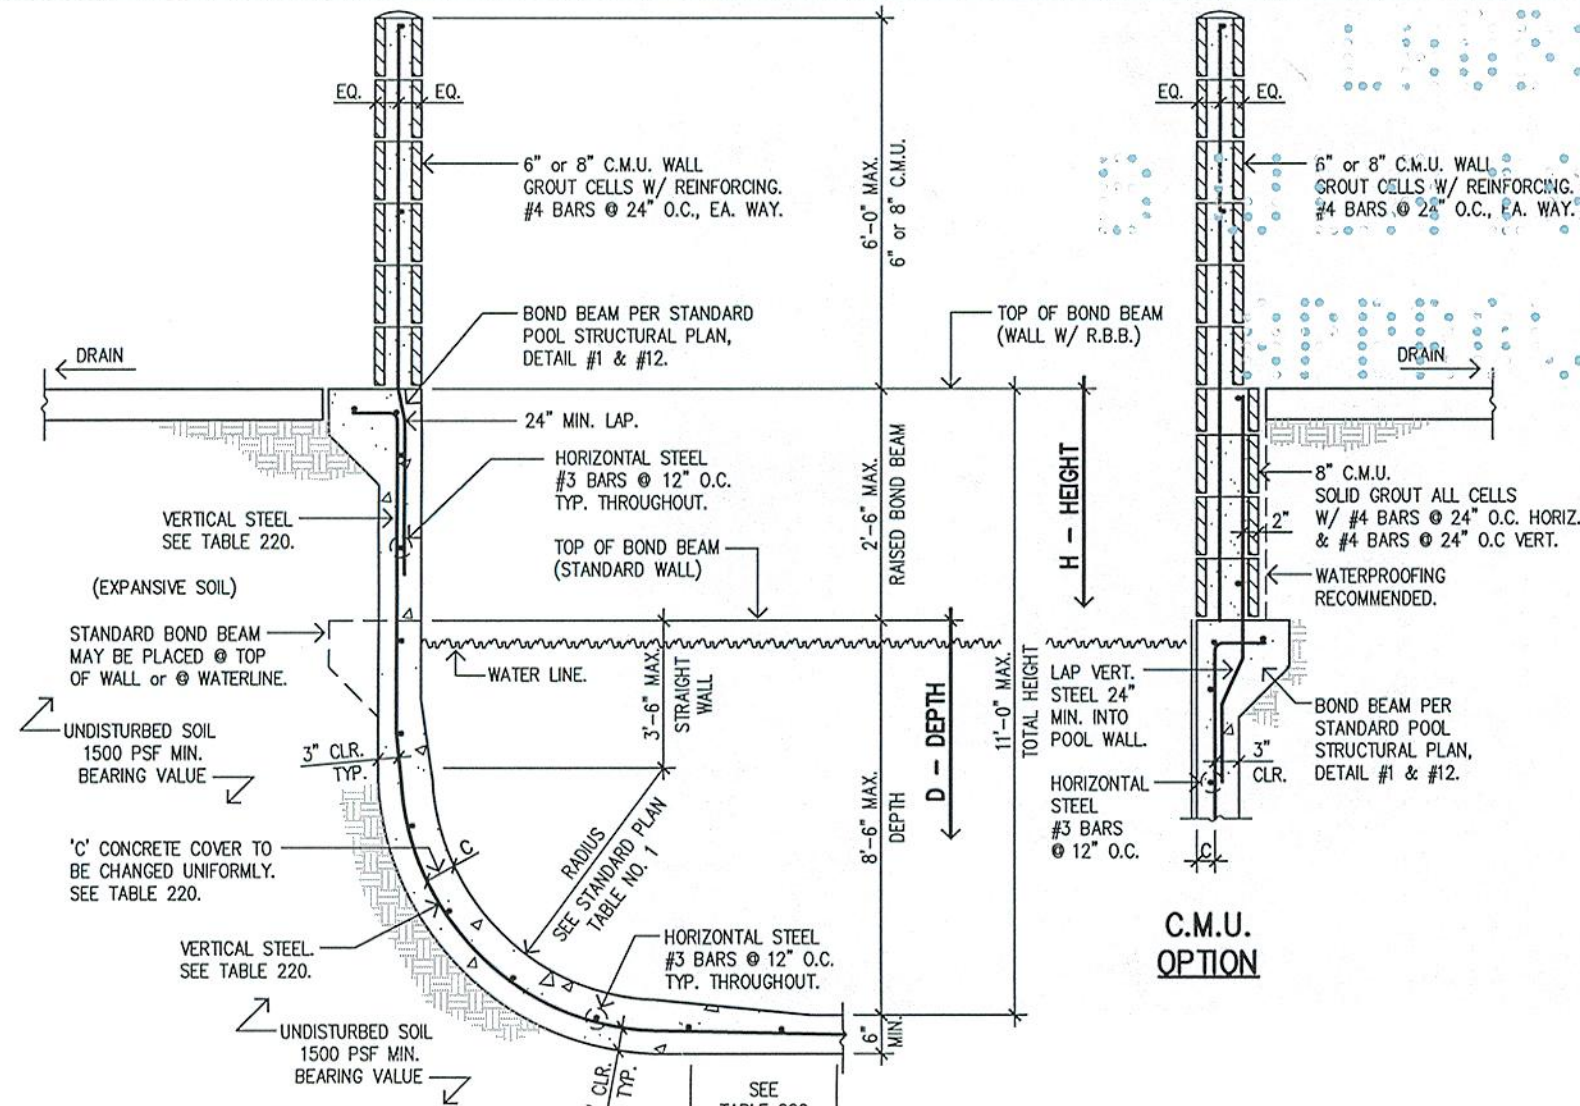 EQ.
EQ.
6" or 8" C.M.U. WALL
GROUT CELLS W/ REINFORCING.
#4 BARS @ 24" O.C., EA. WAY.
6'-0" MAX.
6" or 8" C.M.U.
EQ.
EQ.
6" or 8" C.M.U. WALL
GROUT CELLS W/ REINFORCING.
#4 BARS @ 24" O.C., EA. WAY.
BOND BEAM PER STANDARD
POOL STRUCTURAL PLAN,
DETAIL #1 & #12.
TOP OF BOND BEAM
(WALL W/ R.B.B.)
DRAIN
DRAIN
24" MIN. LAP.
HORIZONTAL STEEL
#3 BARS @ 12" O.C.
TYP. THROUGHOUT.
VERTICAL STEEL
SEE TABLE 220.
TOP OF BOND BEAM
(STANDARD WALL)
2'-6" MAX.
RAISED BOND BEAM
H - HEIGHT
8" C.M.U.
SOLID GROUT ALL CELLS
W/ #4 BARS @ 24" O.C. HORIZ.
& #4 BARS @ 24" O.C VERT.
2"
WATERPROOFING
RECOMMENDED.
(EXPANSIVE SOIL)
STANDARD BOND BEAM
MAY BE PLACED @ TOP
OF WALL or @ WATERLINE.
WATER LINE.
3'-6" MAX.
STRAIGHT
WALL
D - DEPTH
11'-0" MAX.
TOTAL HEIGHT
LAP VERT.
STEEL 24"
MIN. INTO
POOL WALL.
BOND BEAM PER
STANDARD POOL
STRUCTURAL PLAN,
DETAIL #1 & #12.
UNDISTURBED SOIL
1500 PSF MIN.
BEARING VALUE
3" CLR.
TYP.
3"
CLR.
HORIZONTAL
STEEL
#3 BARS
@ 12" O.C.
8'-6" MAX.
DEPTH
'C' CONCRETE COVER TO
BE CHANGED UNIFORMLY.
SEE TABLE 220.
C
RADIUS
SEE STANDARD PLAN
TABLE NO. 1
C
C.M.U.
OPTION
VERTICAL STEEL.
SEE TABLE 220.
HORIZONTAL STEEL
#3 BARS @ 12" O.C.
TYP. THROUGHOUT.
UNDISTURBED SOIL
1500 PSF MIN.
BEARING VALUE
6"
MIN.
CLR.
TYP.
SEE